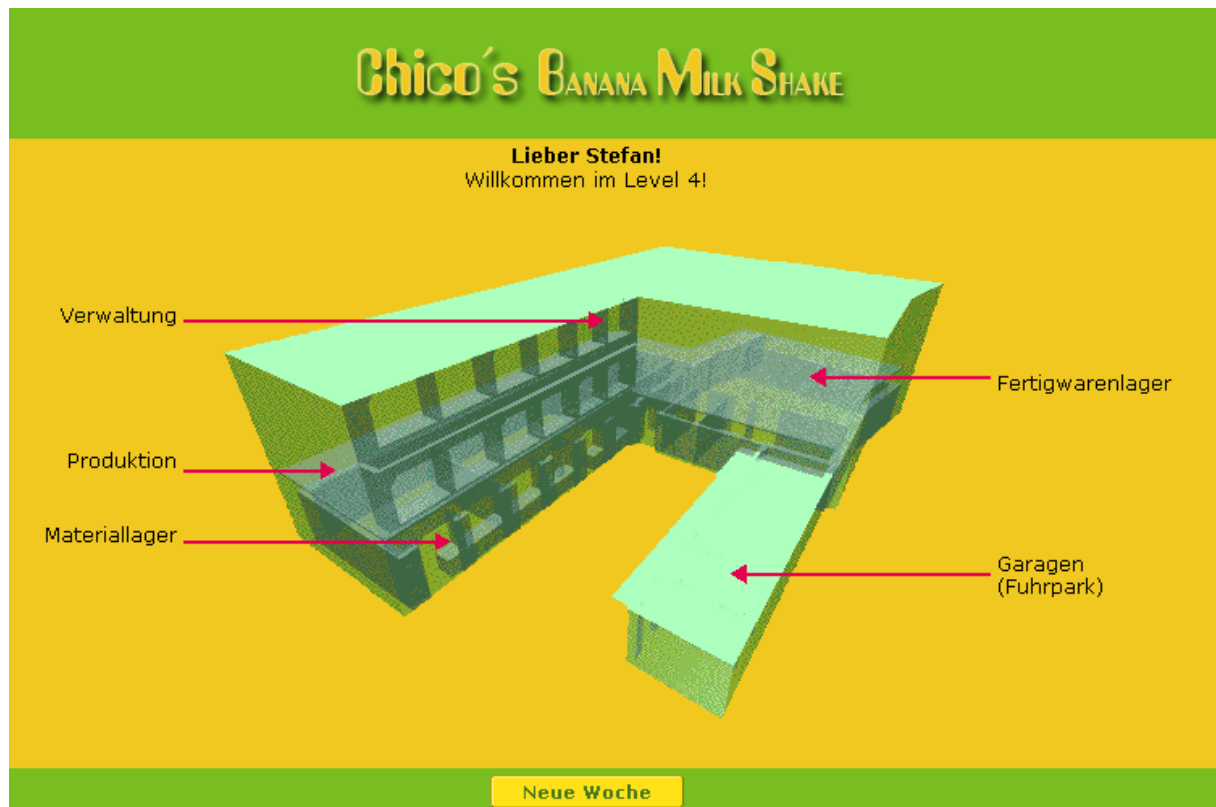 Chico´s Banana Milk Shake
Lieber Stefan!
Willkommen im Level 4!
Verwaltung
Fertigwarenlager
Produktion
Materiallager
Garagen
(Fuhrpark)
Neue Woche